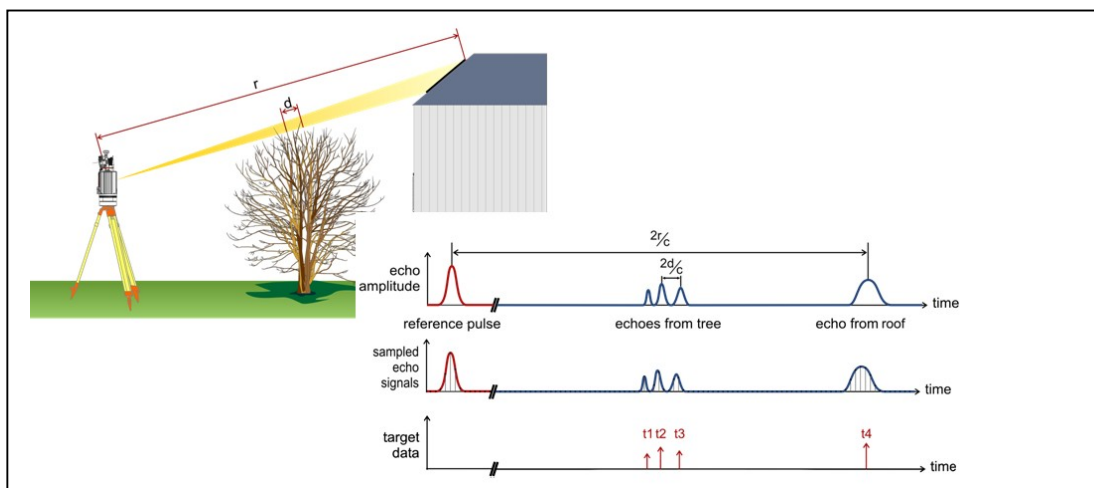 r
d
2r/c
2d/c
echo
amplitude
time
reference pulse
echoes from tree
echo from roof
sampled
echo
signals
time
t1 t2 t3 t4
target
data
time